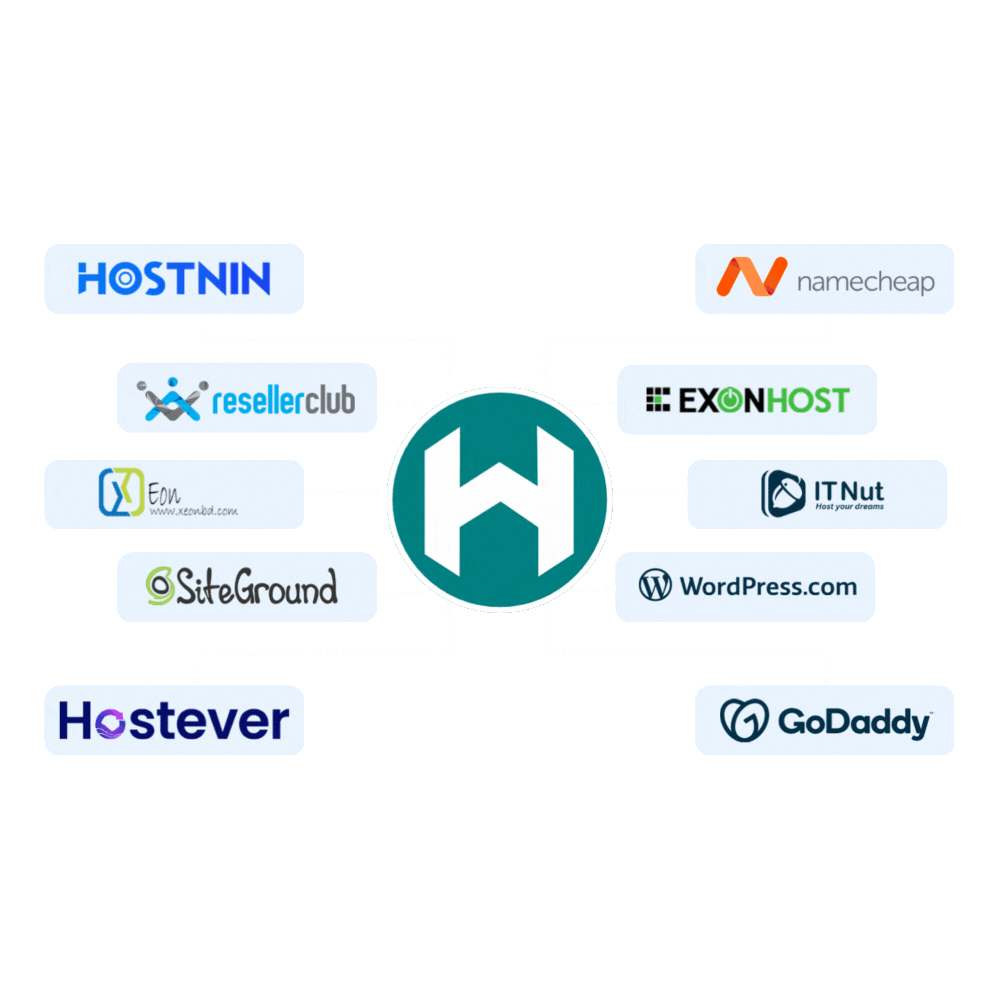 HOSTNIN
namecheap
resellerclub
EXONHOST
Eon
www.xeonbd.com
ITNut
Host your dreams
SiteGround
WordPress.com
Hostever
GoDaddy